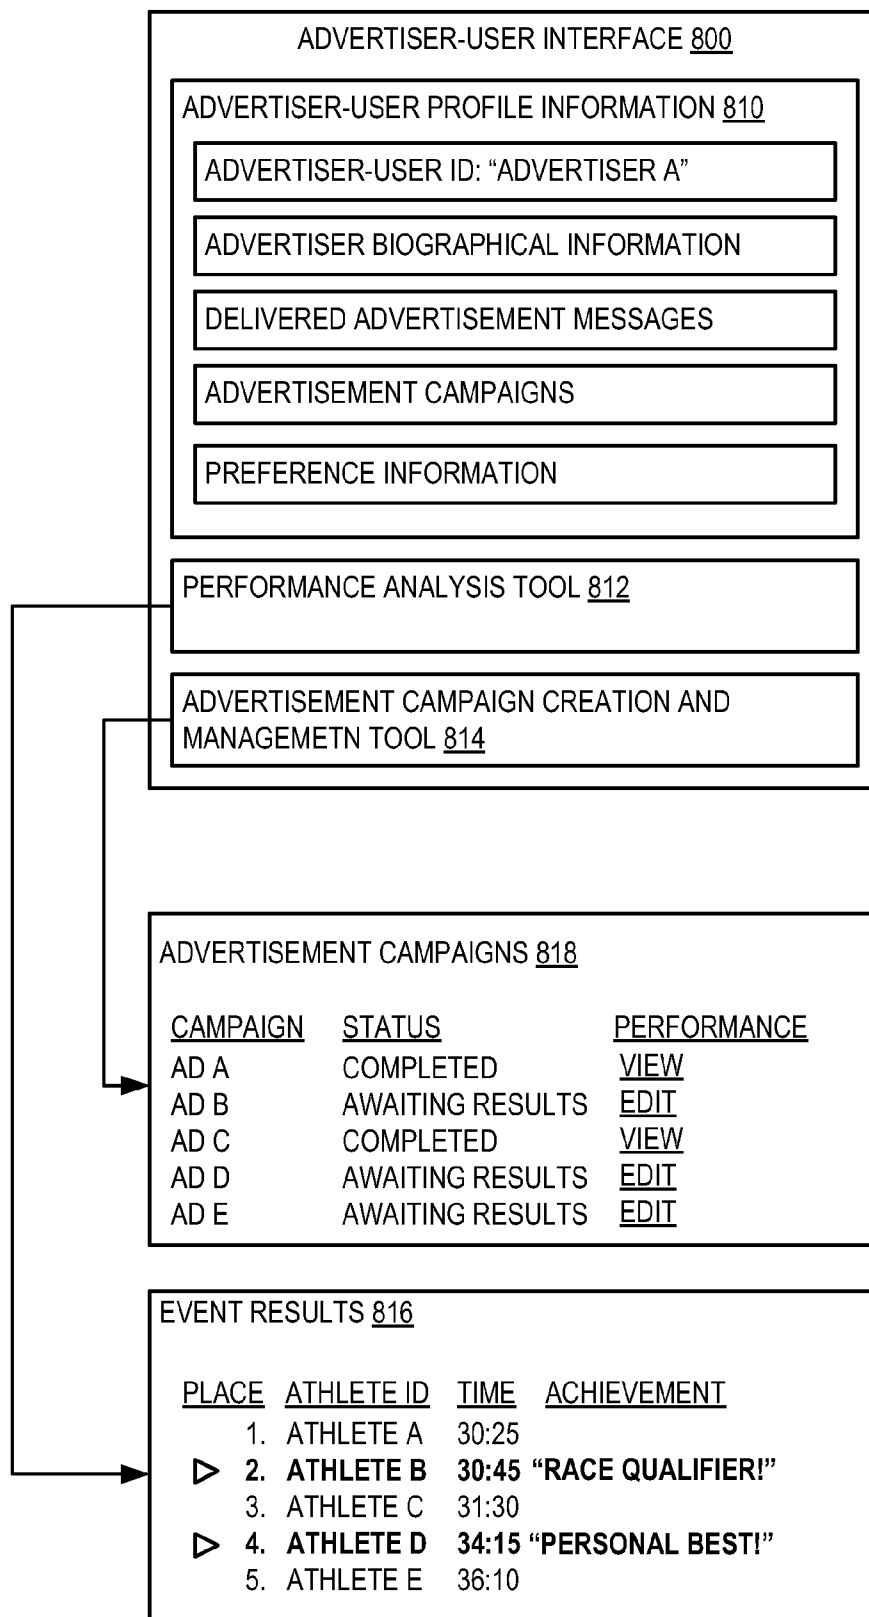 ADVERTISER-USER INTERFACE 800
ADVERTISER-USER PROFILE INFORMATION 810
ADVERTISER-USER ID: “ADVERTISER A”
ADVERTISER BIOGRAPHICAL INFORMATION
DELIVERED ADVERTISEMENT MESSAGES
ADVERTISEMENT CAMPAIGNS
PREFERENCE INFORMATION
PERFORMANCE ANALYSIS TOOL 812
ADVERTISEMENT CAMPAIGN CREATION AND
MANAGEMETN TOOL 814
ADVERTISEMENT CAMPAIGNS 818
CAMPAIGN STATUS PERFORMANCE
AD A COMPLETED VIEW
AD B AWAITING RESULTS EDIT
AD C COMPLETED VIEW
AD D AWAITING RESULTS EDIT
AD E AWAITING RESULTS EDIT
EVENT RESULTS 816
PLACE ATHLETE ID TIME ACHIEVEMENT
1. ATHLETE A 30:25
2. ATHLETE B 30:45 “RACE QUALIFIER!”
3. ATHLETE C 31:30
4. ATHLETE D 34:15 “PERSONAL BEST!”
5. ATHLETE E 36:10